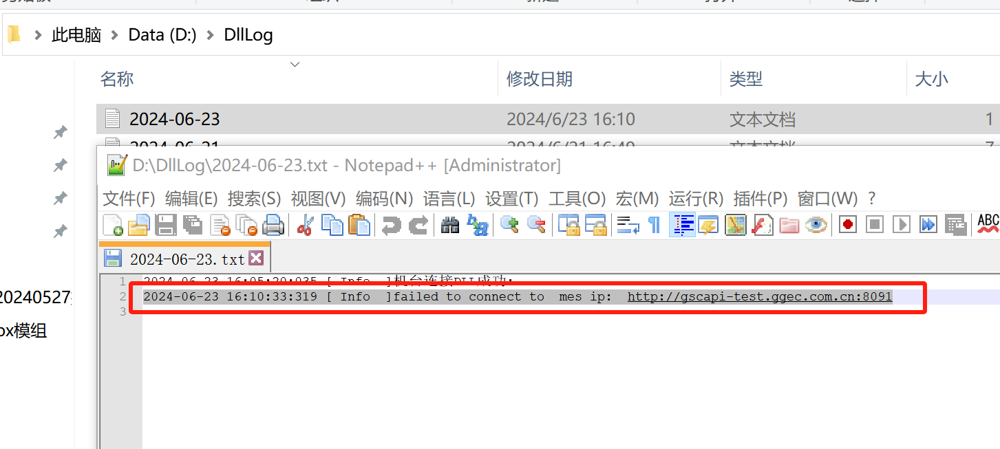 此电脑 Data (D:) DllLog
名称 修改日期 类型 大小
2024-06-23 2024/6/23 16:10 文本文档 1
2024-06-21 2024/6/21 16:49 文本文档 7
D:\DllLog\2024-06-23.txt - Notepad++ [Administrator]
文件(F) 编辑(E) 搜索(S) 视图(V) 编码(N) 语言(L) 设置(T) 工具(O) 宏(M) 运行(R) 插件(P) 窗口(W) ?
ABC
2024-06-23.txt
1 2024-06-23 16:05:20:035 [ Info ]机台连接DLL成功;
2 2024-06-23 16:10:33:319 [ Info ]failed to connect to mes ip: http://gscapi-test.ggec.com.cn:8091
3
20240527
ox模组